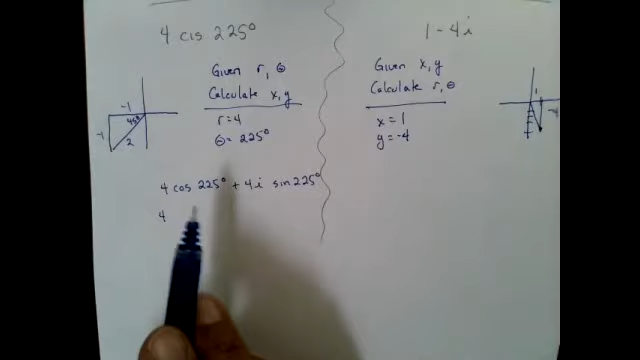 4 cis 225°
Given r, θ
Calculate x, y
r = 4
θ = 225°
-1
45°
-1
2
4 cos 225° + 4i sin 225°
4
1 - 4i
Given x, y
Calculate r, θ
x = 1
y = -4
1
-4